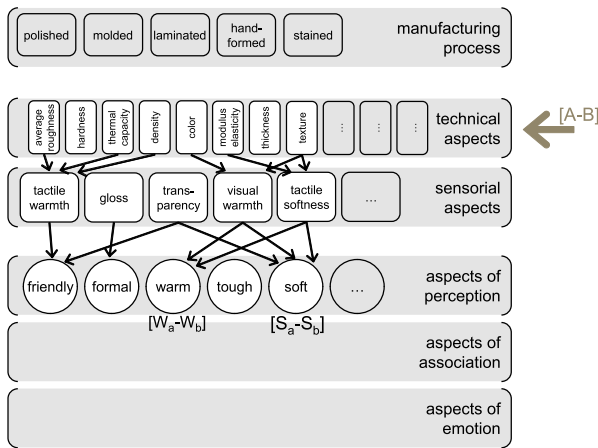 polished
molded
laminated
hand-
formed
stained
manufacturing
process
average
roughness
hardness
thermal
capacity
density
color
modulus
elasticity
thickness
texture
...
...
...
technical
aspects
[A-B]
tactile
warmth
gloss
trans-
parency
visual
warmth
tactile
softness
...
sensorial
aspects
friendly
formal
warm
tough
soft
...
aspects of
perception
[Wa-Wb]
[Sa-Sb]
aspects of
association
aspects of
emotion